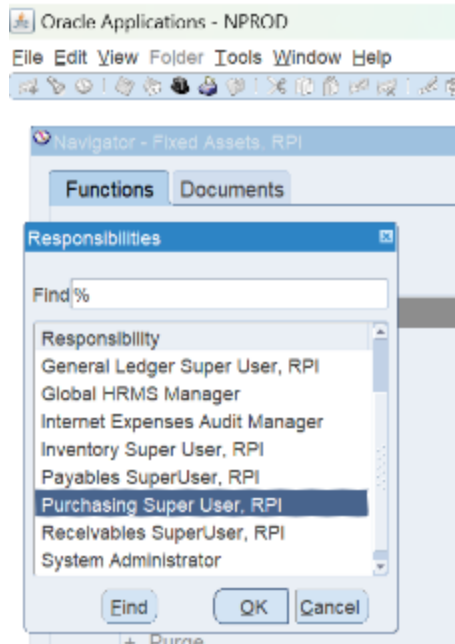 Oracle Applications - NPROD
File Edit View Folder Tools Window Help
Navigator - Fixed Assets, RPI
Functions Documents
Responsibilities
Find %
Responsibility
General Ledger Super User, RPI
Global HRMS Manager
Internet Expenses Audit Manager
Inventory Super User, RPI
Payables SuperUser, RPI
Purchasing Super User, RPI
Receivables SuperUser, RPI
System Administrator
Find OK Cancel
+ Purge